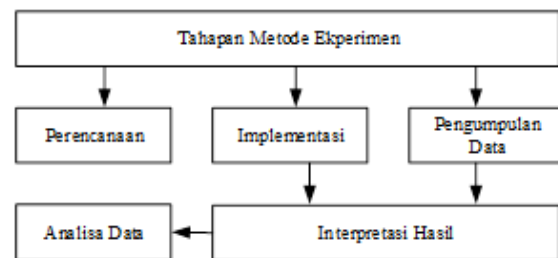 Tahapan Metode Ekperimen
Perencanaan
Implementasi
Pengumpulan
Data
Analisa Data
Interpretasi Hasil